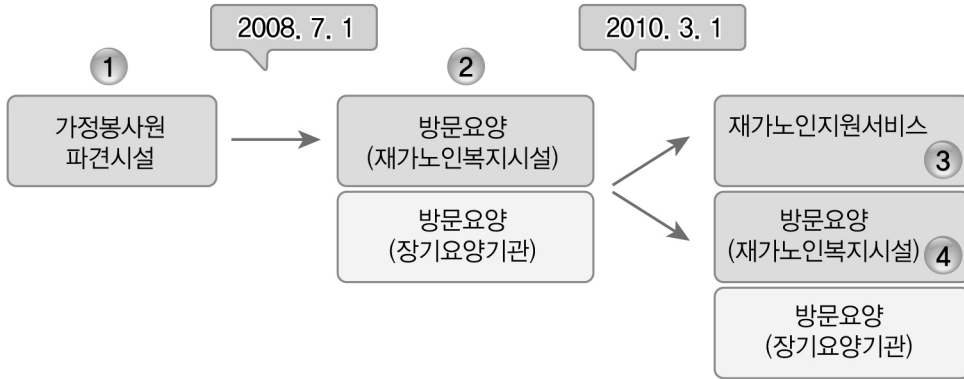 2008. 7. 1
2010. 3. 1
1
2
가정봉사원
파견시설
방문요양
(재가노인복지시설)
방문요양
(장기요양기관)
재가노인지원서비스
3
방문요양
(재가노인복지시설)
4
방문요양
(장기요양기관)